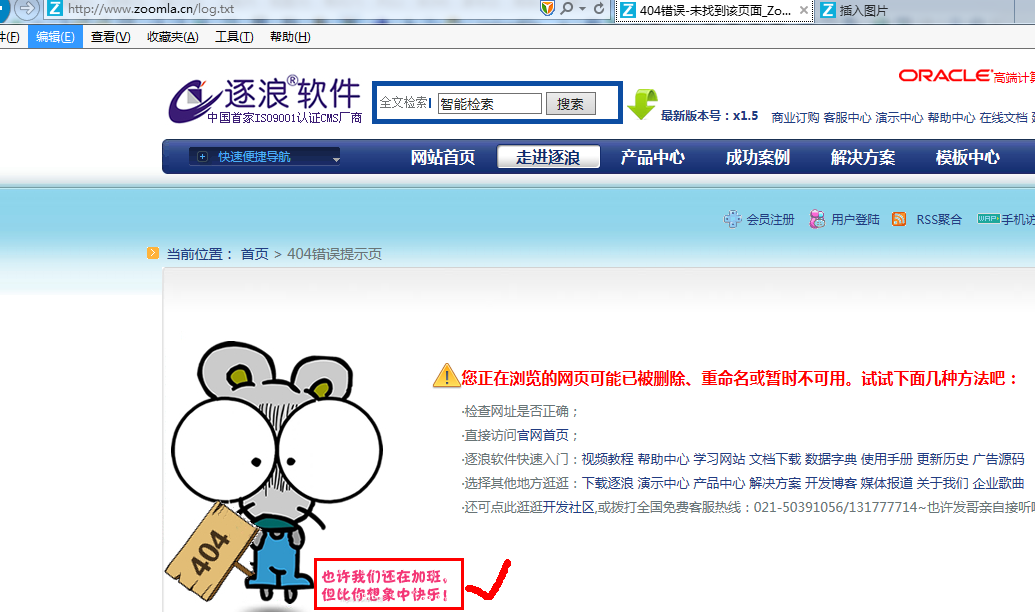 http://www.zoomla.cn/log.txt
404错误-未找到该页面_Zo...
插入图片
件(F) 编辑(E) 查看(V) 收藏夹(A) 工具(T) 帮助(H)
逐浪®软件
中国首家ISO9001认证CMS厂商
全文检索 智能检索 搜索
最新版本号：x1.5
ORACLE 高端计算
商业订购 客服中心 演示中心 帮助中心 在线文档
快速便捷导航 网站首页 走进逐浪 产品中心 成功案例 解决方案 模板中心
会员注册 用户登陆 RSS聚合 WAP 手机访
当前位置： 首页 > 404错误提示页
您正在浏览的网页可能已被删除、重命名或暂时不可用。试试下面几种方法吧：
·检查网址是否正确；
·直接访问官网首页；
·逐浪软件快速入门：视频教程 帮助中心 学习网站 文档下载 数据字典 使用手册 更新历史 广告源码
·选择其他地方逛逛：下载逐浪 演示中心 产品中心 解决方案 开发博客 媒体报道 关于我们 企业歌曲
·还可点此逛逛开发社区,或拨打全国免费客服热线：021-50391056/131777714~也许发哥亲自接听
404
也许我们还在加班。
但比你想象中快乐！